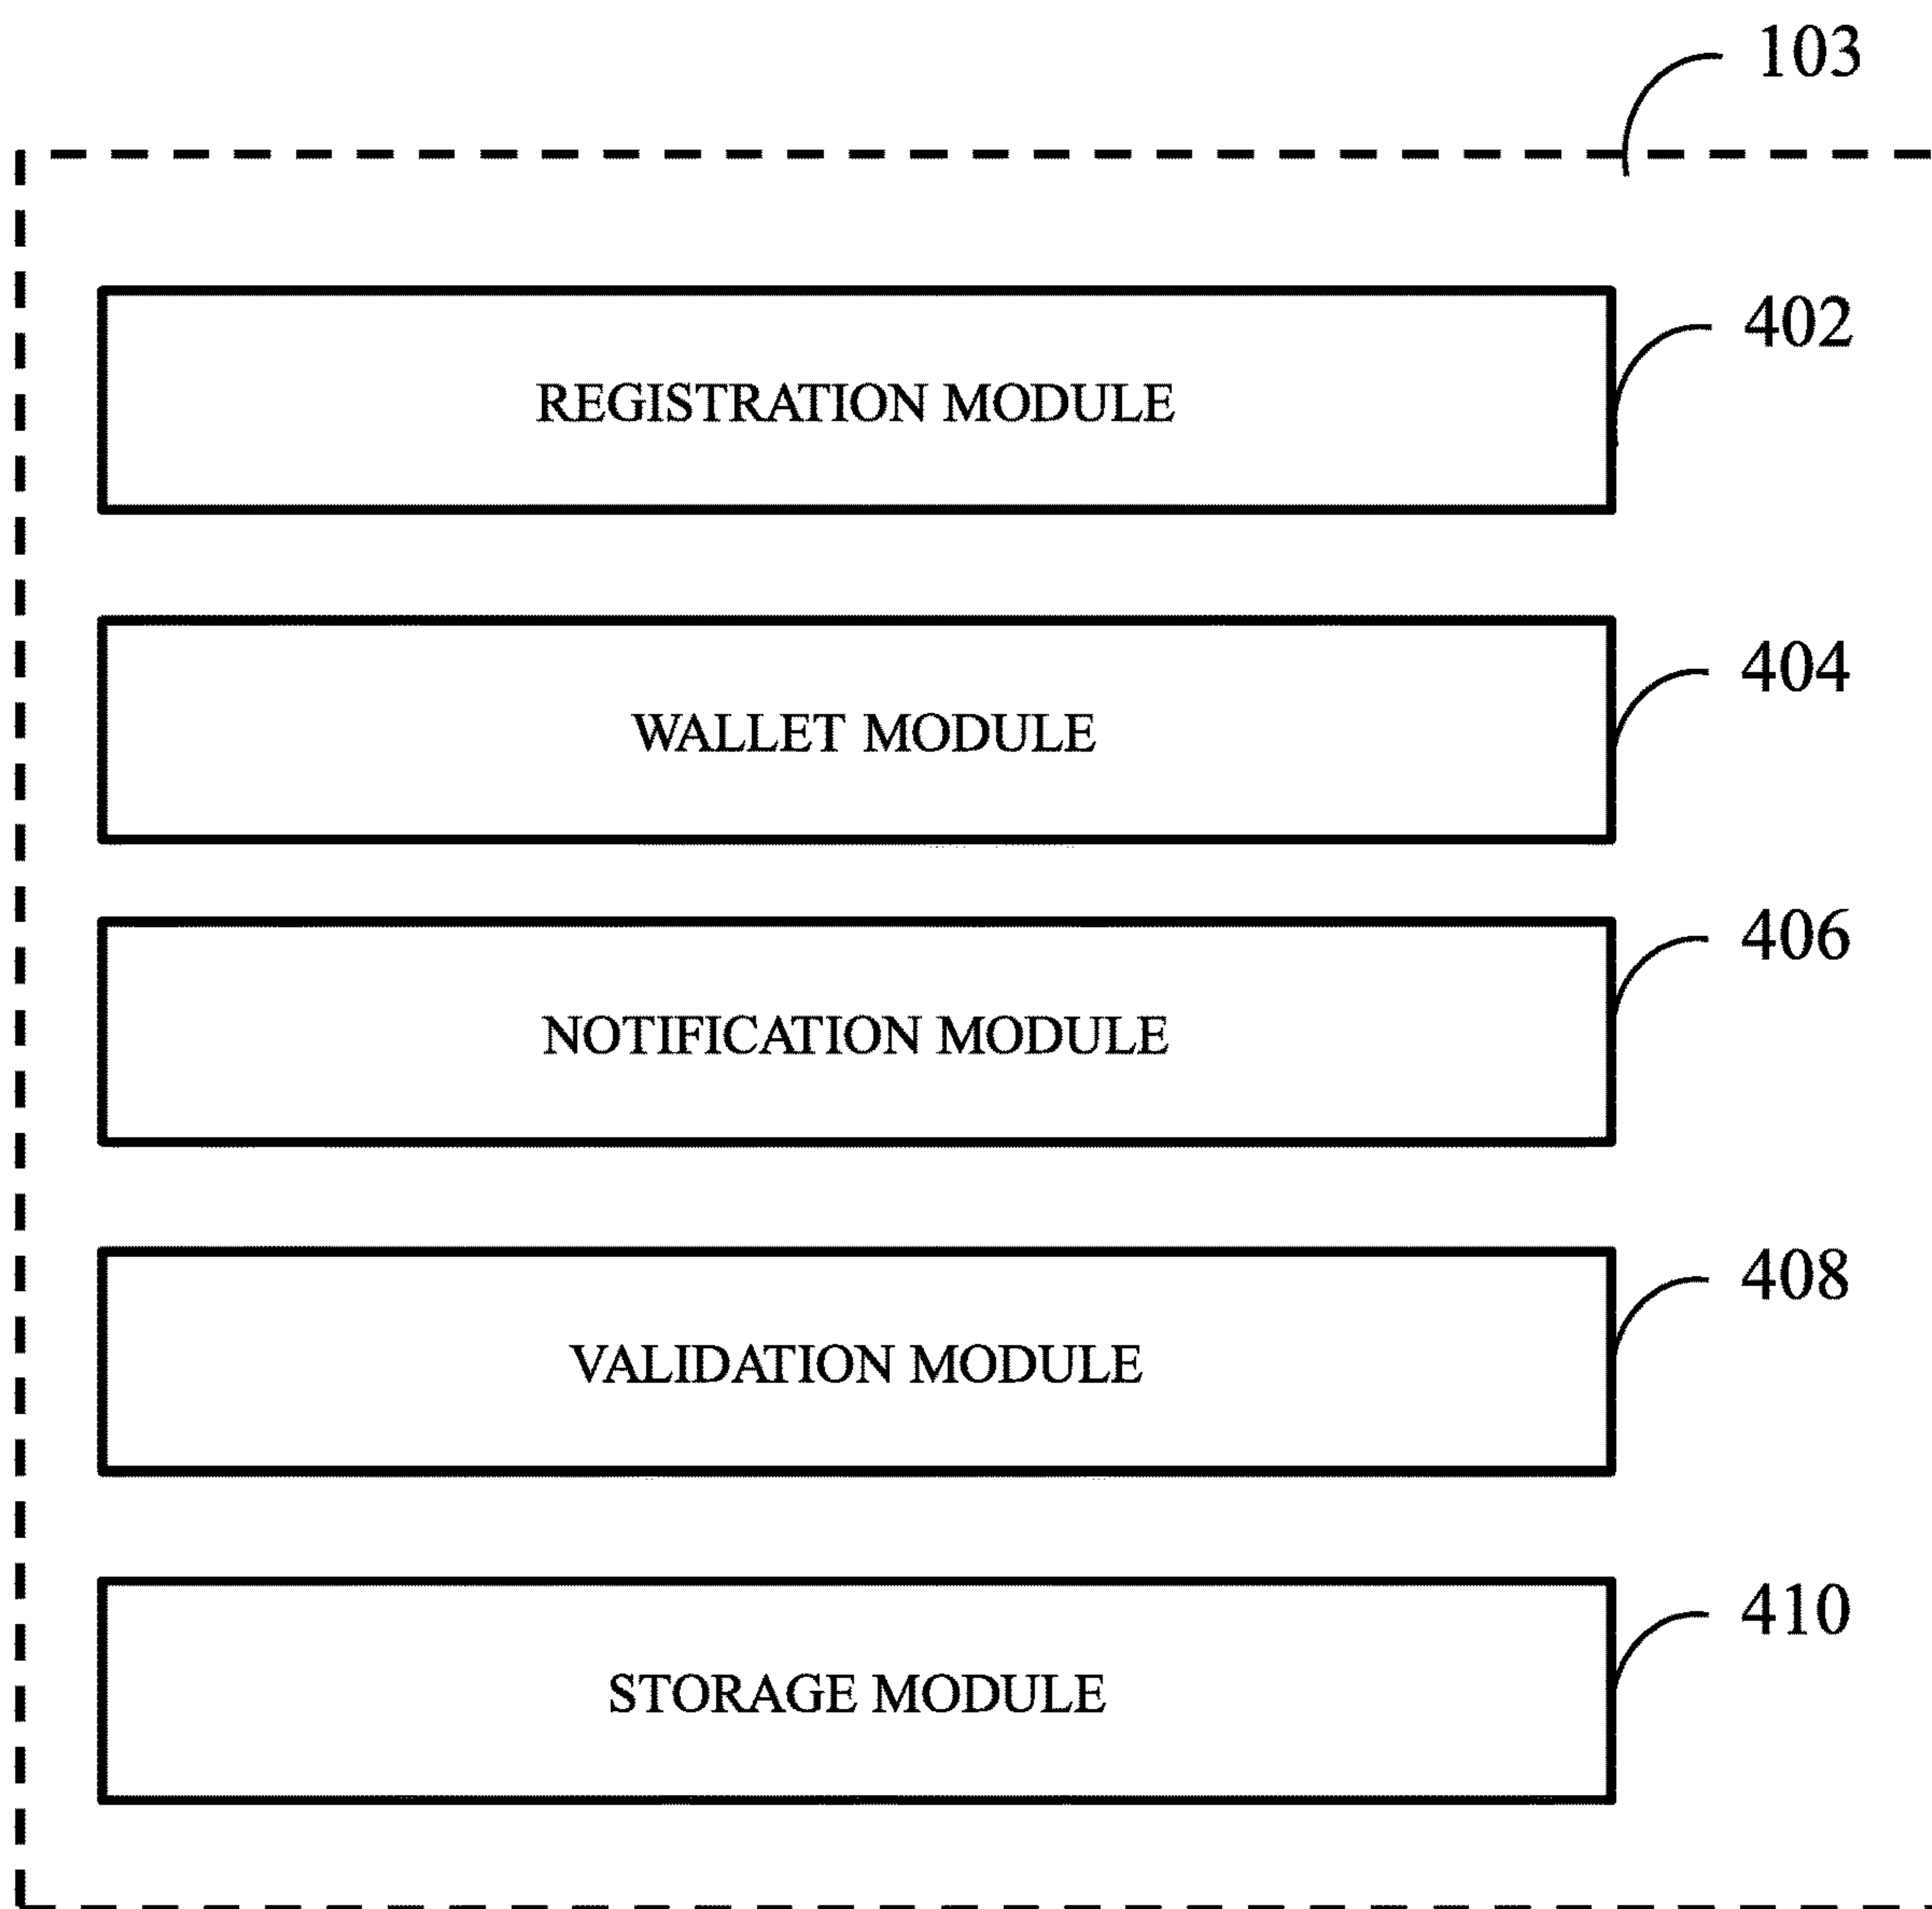 103
REGISTRATION MODULE
402
WALLET MODULE
404
NOTIFICATION MODULE
406
VALIDATION MODULE
408
STORAGE MODULE
410